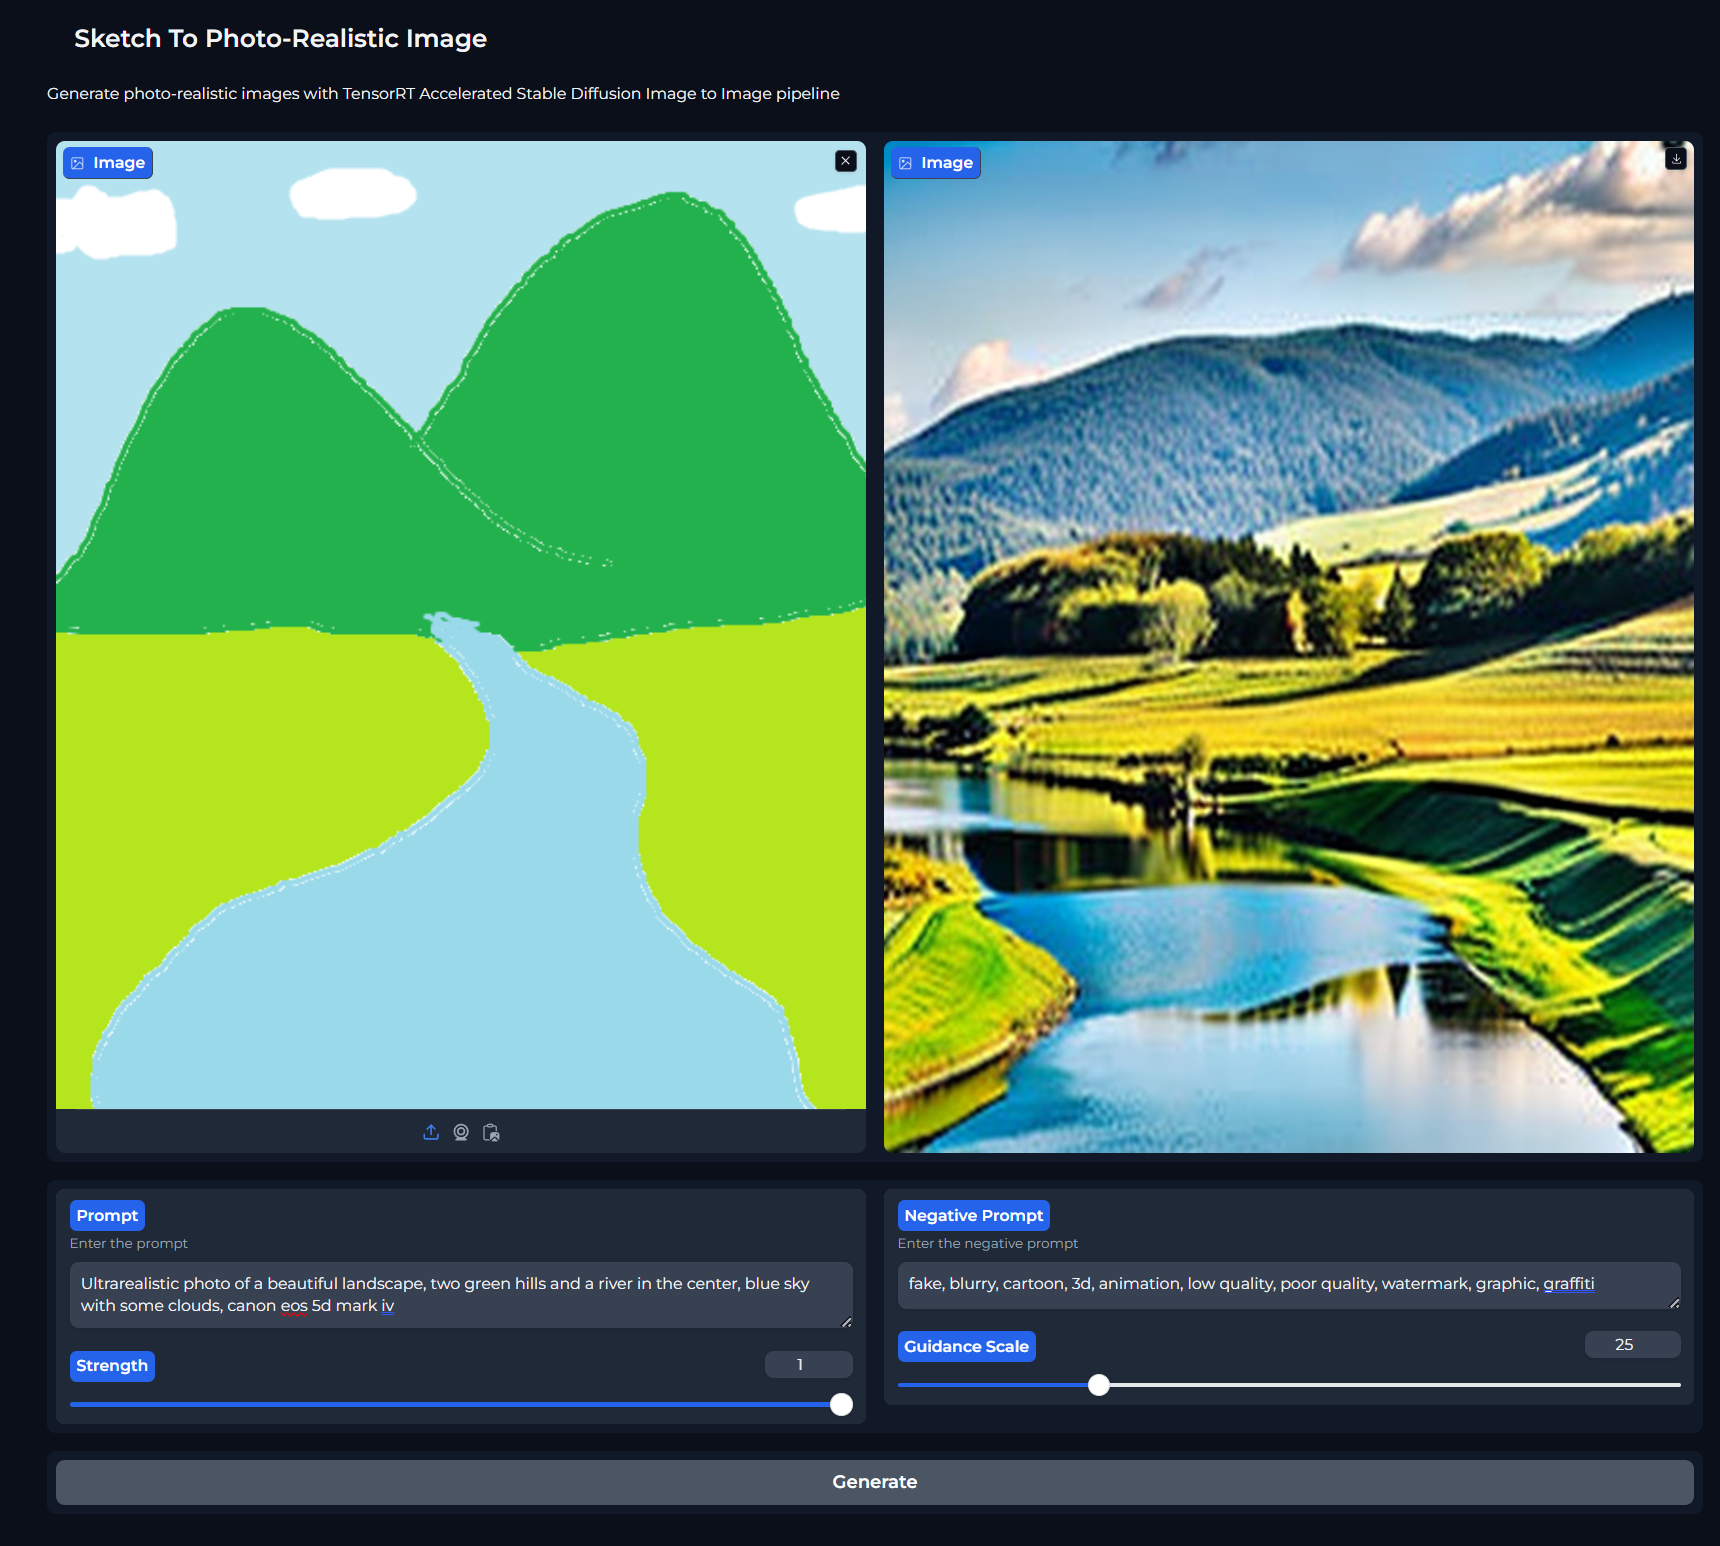 Sketch To Photo-Realistic Image
Generate photo-realistic images with TensorRT Accelerated Stable Diffusion Image to Image pipeline
Image
Image
Prompt
Enter the prompt
Ultrarealistic photo of a beautiful landscape, two green hills and a river in the center, blue sky
with some clouds, canon eos 5d mark iv
Strength
1
Negative Prompt
Enter the negative prompt
fake, blurry, cartoon, 3d, animation, low quality, poor quality, watermark, graphic, graffiti
Guidance Scale
25
Generate